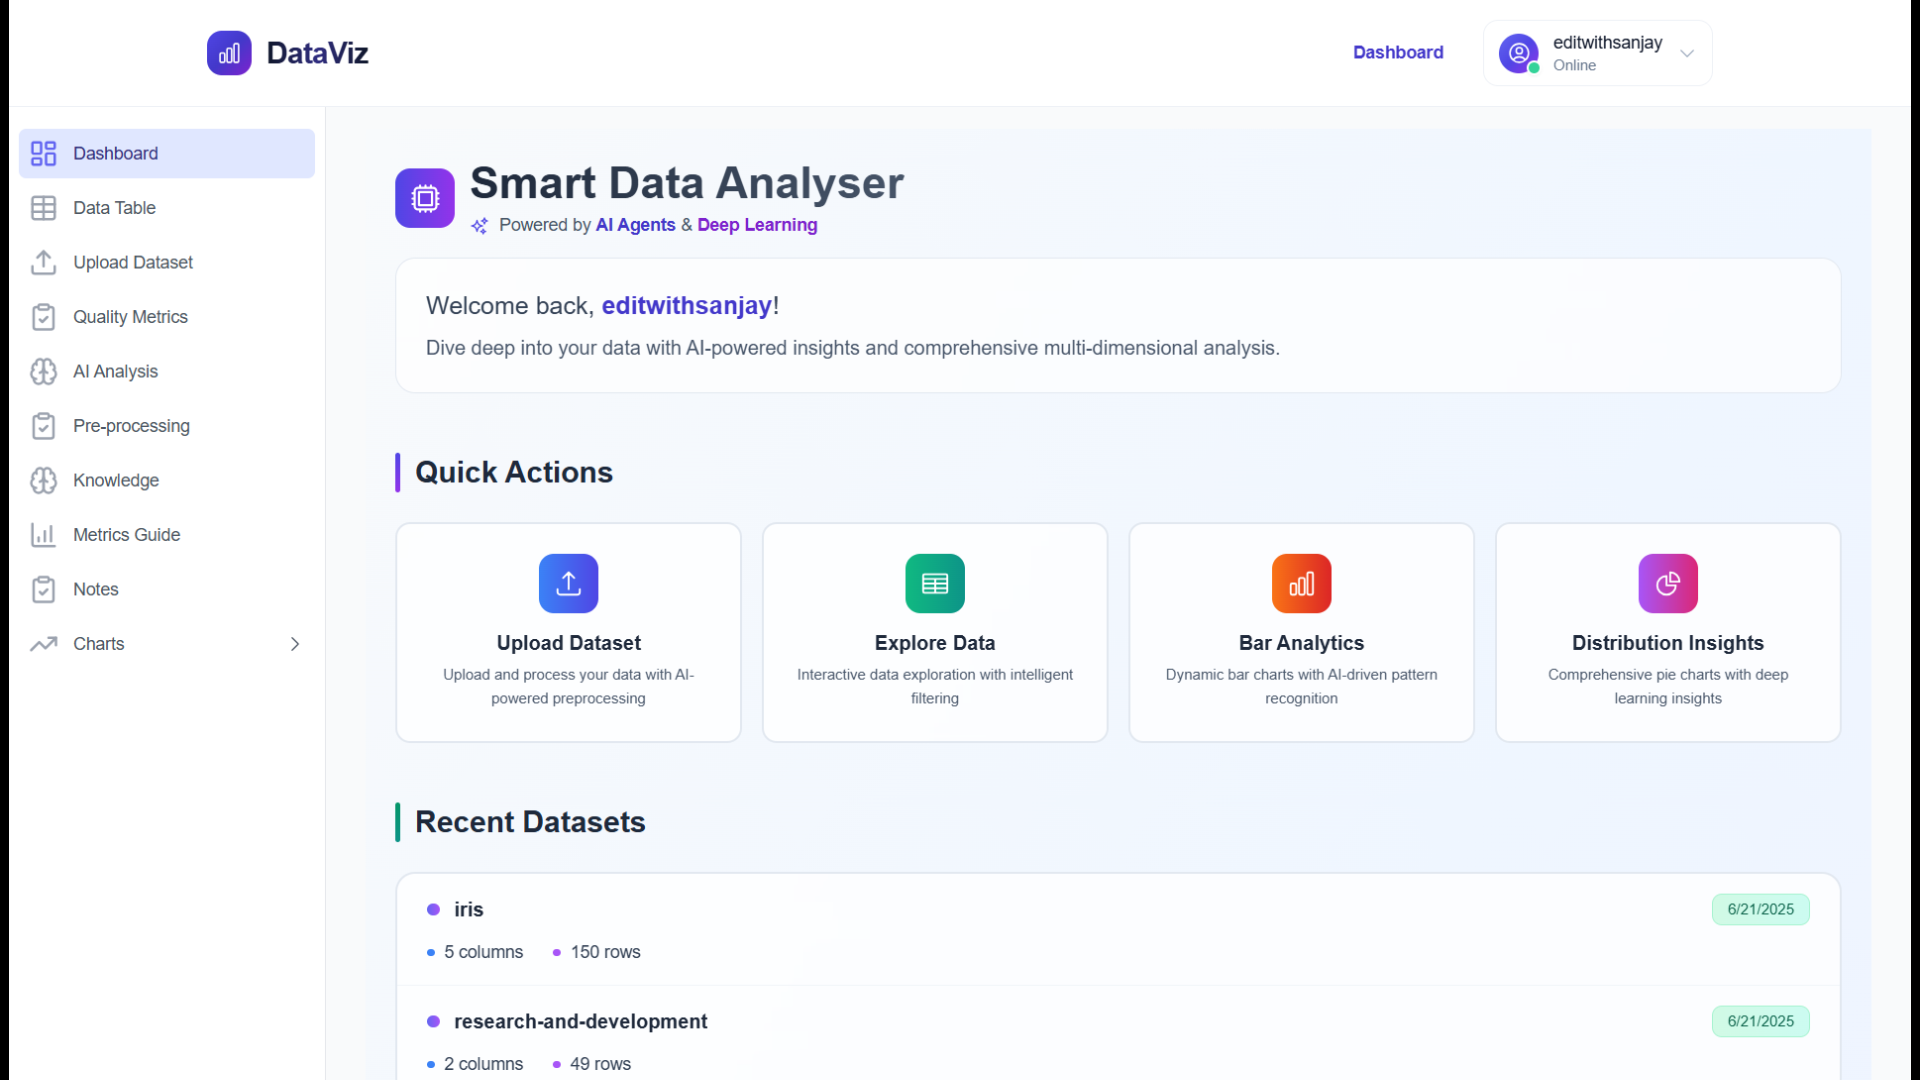 DataViz
Dashboard
editwithsanjay
Online
Dashboard
Data Table
Upload Dataset
Quality Metrics
AI Analysis
Pre-processing
Knowledge
Metrics Guide
Notes
Charts
Smart Data Analyser
Powered by AI Agents & Deep Learning
Welcome back, editwithsanjay!
Dive deep into your data with AI-powered insights and comprehensive multi-dimensional analysis.
Quick Actions
Upload Dataset
Upload and process your data with AI-
powered preprocessing
Explore Data
Interactive data exploration with intelligent
filtering
Bar Analytics
Dynamic bar charts with AI-driven pattern
recognition
Distribution Insights
Comprehensive pie charts with deep
learning insights
Recent Datasets
iris
6/21/2025
5 columns
150 rows
research-and-development
6/21/2025
2 columns
49 rows